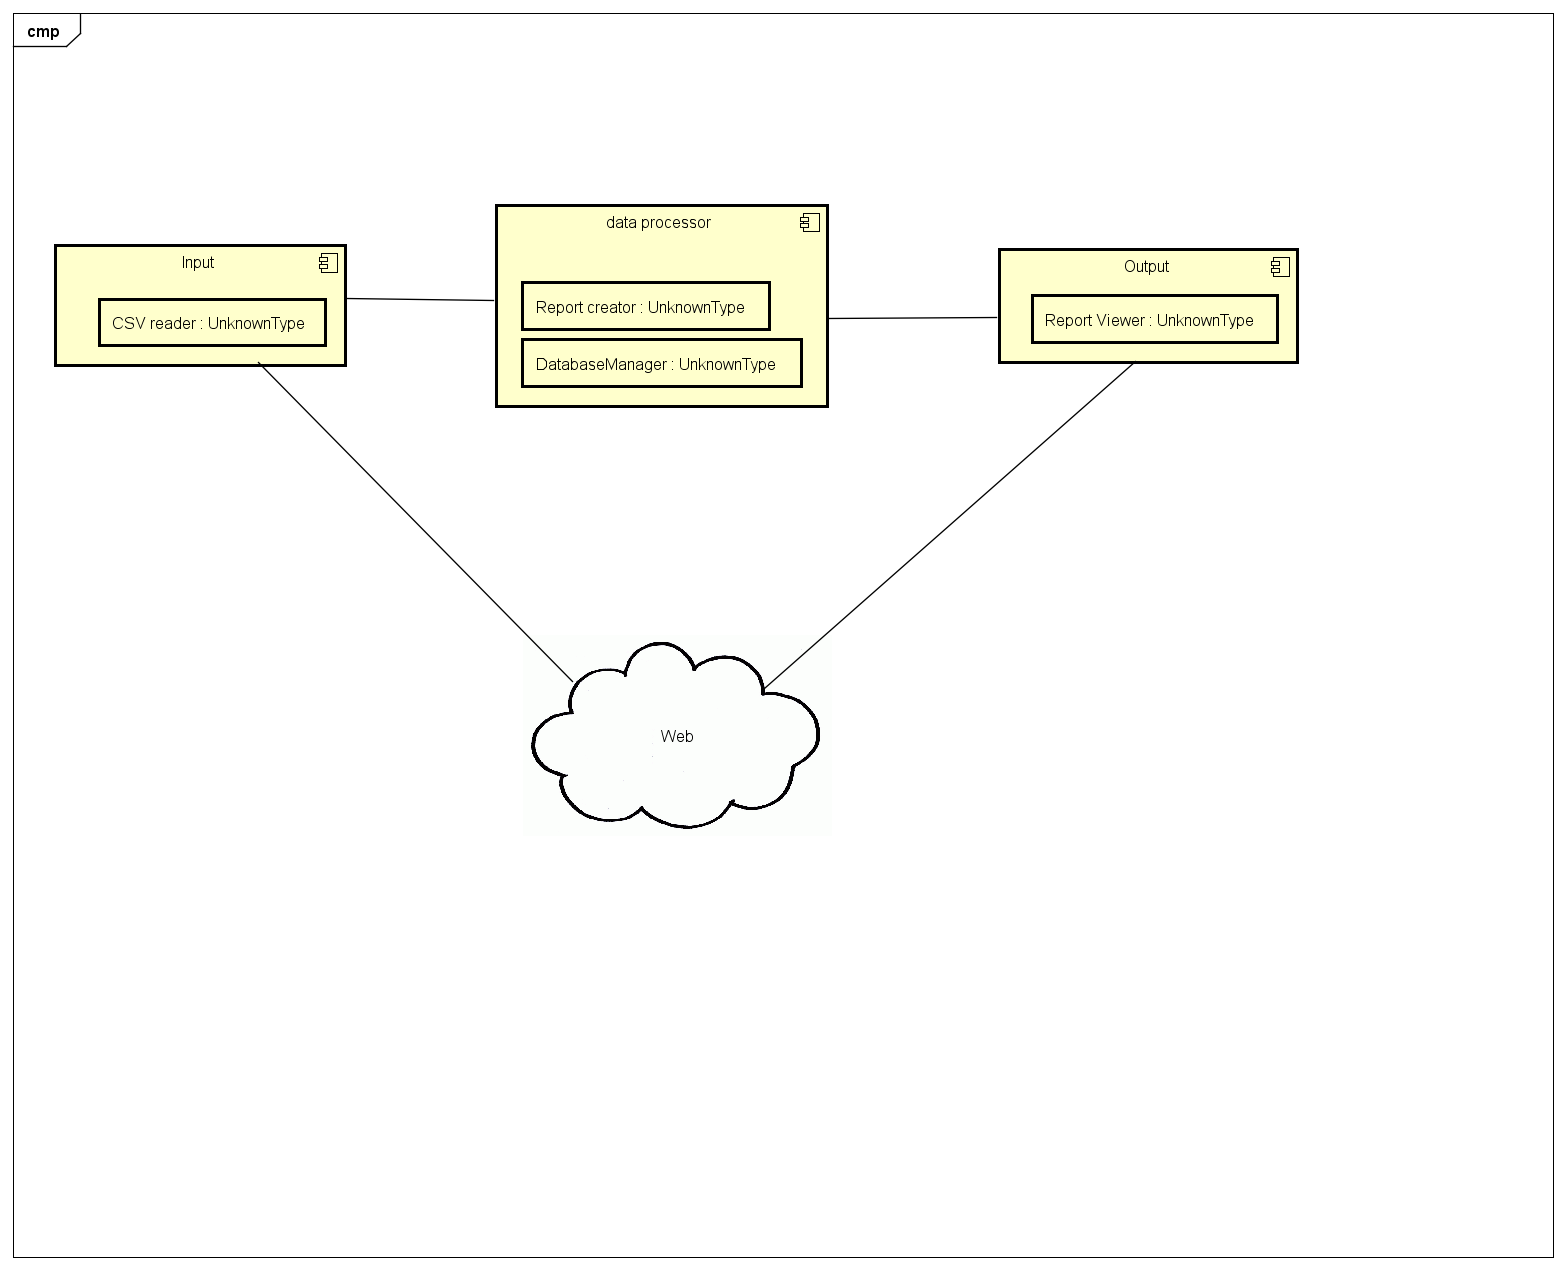 cmp
Input
CSV reader : UnknownType
data processor
Report creator : UnknownType
DatabaseManager : UnknownType
Output
Report Viewer : UnknownType
Web